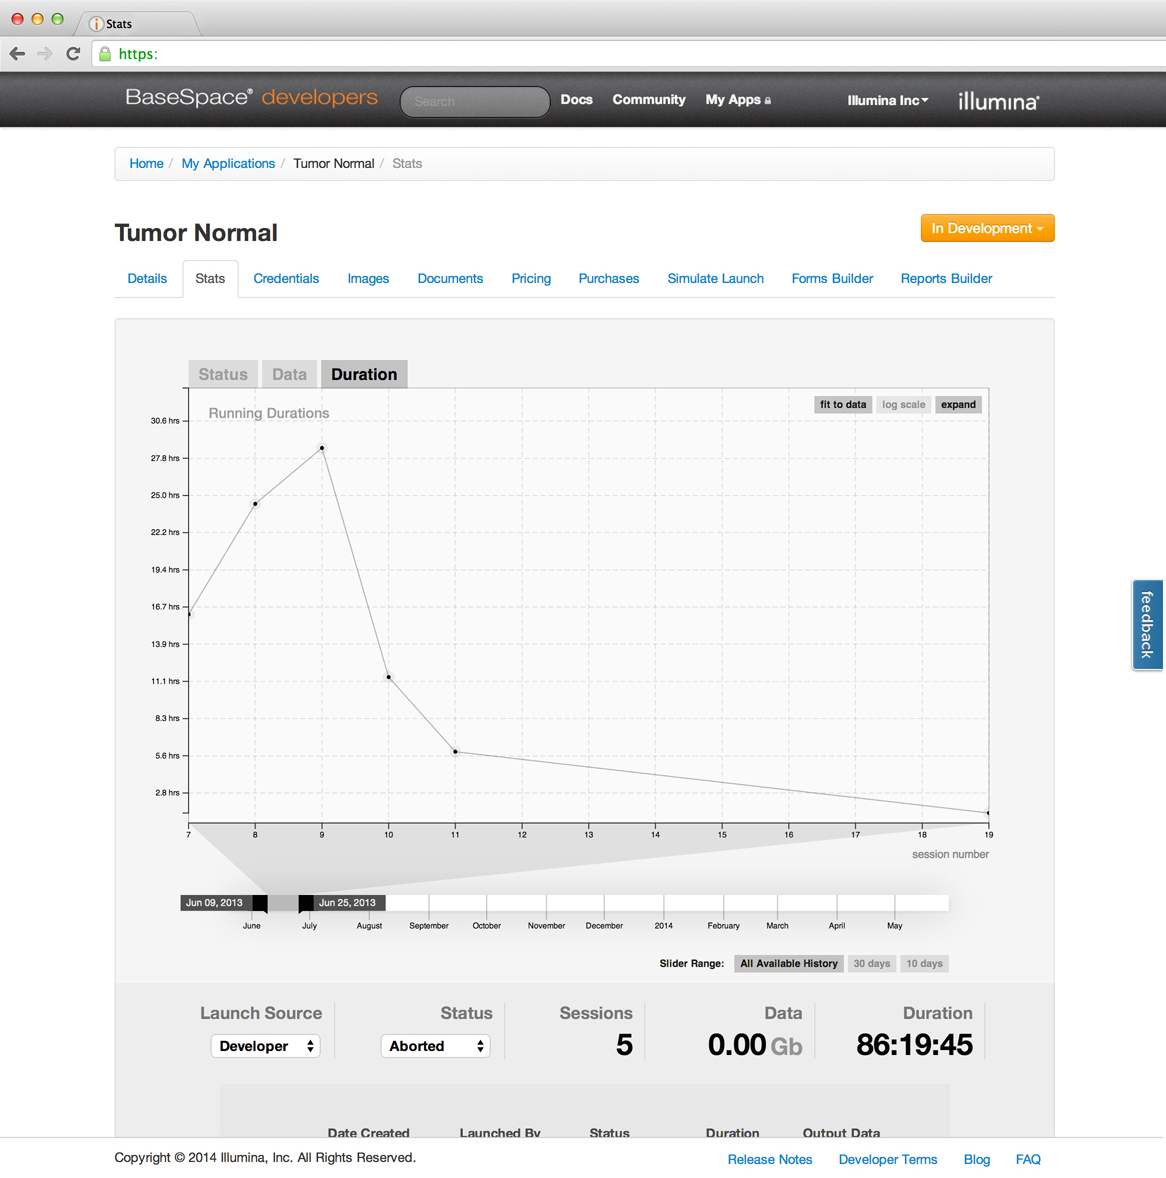 Stats
https:
BaseSpace® developers
Search
Docs Community My Apps
Illumina Inc
illumina®
Home / My Applications / Tumor Normal / Stats
Tumor Normal
In Development
Details Stats Credentials Images Documents Pricing Purchases Simulate Launch Forms Builder Reports Builder
Status Data Duration
Running Durations
fit to data log scale expand
30.6 hrs
27.8 hrs
25.0 hrs
22.2 hrs
19.4 hrs
16.7 hrs
13.9 hrs
11.1 hrs
8.3 hrs
5.6 hrs
2.8 hrs
7 8 9 10 11 12 13 14 15 16 17 18 19
session number
feedback
Jun 09, 2013 Jun 25, 2013
June July August September October November December 2014 February March April May
Slider Range: All Available History 30 days 10 days
Launch Source Status Sessions Data Duration
Developer Aborted 5 0.00 Gb 86:19:45
Date Created Launched By Status Duration Output Data
Copyright © 2014 Illumina, Inc. All Rights Reserved.
Release Notes Developer Terms Blog FAQ